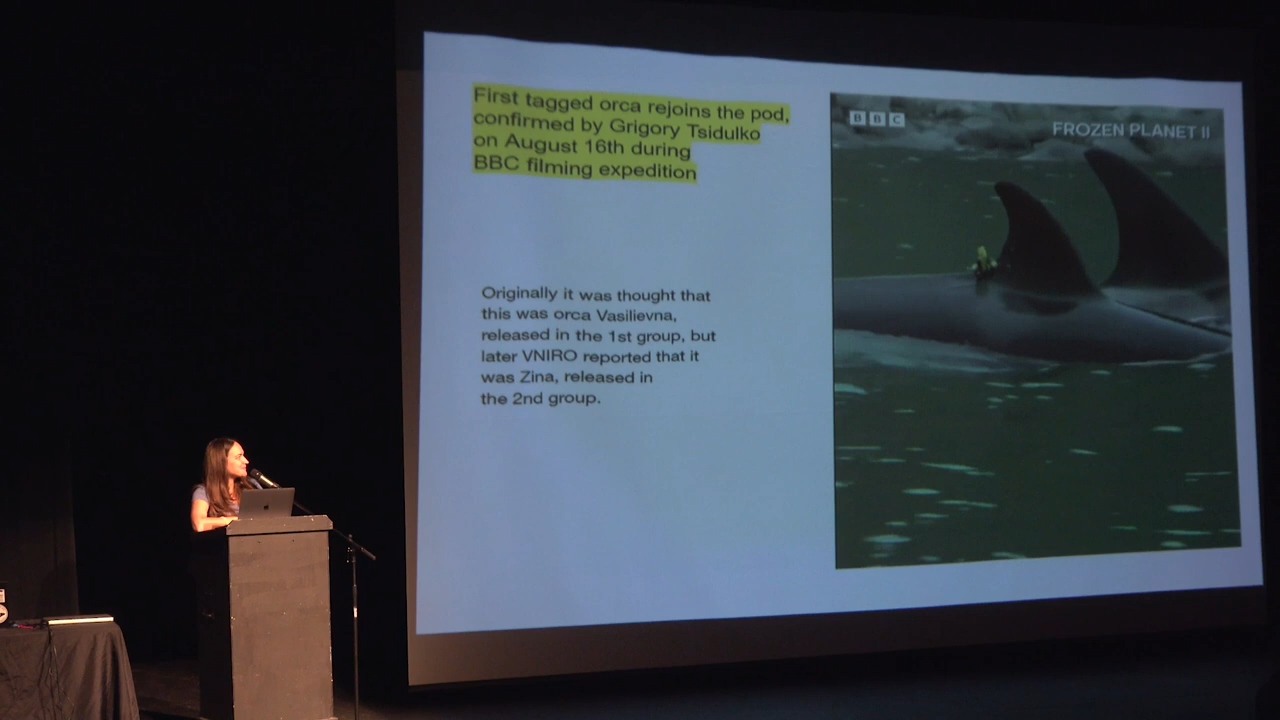 First tagged orca rejoins the pod,
confirmed by Grigory Tsidulko
on August 16th during
BBC filming expedition
Originally it was thought that
this was orca Vasilievna,
released in the 1st group, but
later VNIRO reported that it
was Zina, released in
the 2nd group.
BBC
FROZEN PLANET II